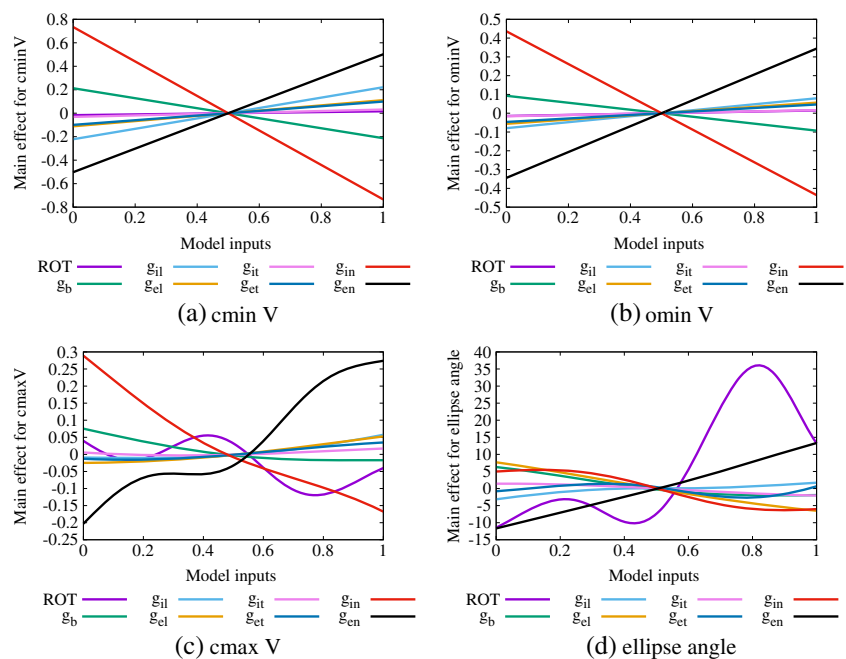 0.8
0.6
0.4
0.2
0
-0.2
-0.4
-0.6
-0.8
0 0.2 0.4 0.6 0.8 1
Main effect for cminV
Model inputs
ROT g_il g_it g_in
g_b g_el g_et g_en
(a) cmin V
0.5
0.4
0.3
0.2
0.1
0
-0.1
-0.2
-0.3
-0.4
-0.5
0 0.2 0.4 0.6 0.8 1
Main effect for ominV
Model inputs
ROT g_il g_it g_in
g_b g_el g_et g_en
(b) omin V
0.3
0.25
0.2
0.15
0.1
0.05
0
-0.05
-0.1
-0.15
-0.2
-0.25
0 0.2 0.4 0.6 0.8 1
Main effect for cmaxV
Model inputs
ROT g_il g_it g_in
g_b g_el g_et g_en
(c) cmax V
40
35
30
25
20
15
10
5
0
-5
-10
-15
0 0.2 0.4 0.6 0.8 1
Main effect for ellipse angle
Model inputs
ROT g_il g_it g_in
g_b g_el g_et g_en
(d) ellipse angle